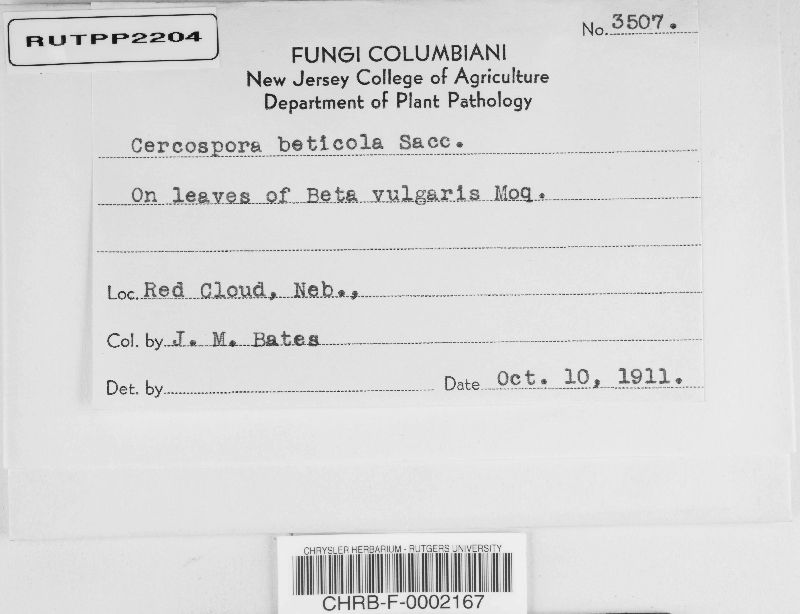 RUTPP2204
No. 3507.
FUNGI COLUMBIANI
New Jersey College of Agriculture
Department of Plant Pathology
Cercospora beticola Sacc.
On leaves of Beta vulgaris Moq.
Loc. Red Cloud, Neb.,
Col. by J. M. Bates
Det. by
Date Oct. 10, 1911.
CHRYSLER HERBARIUM - RUTGERS UNIVERSITY
CHRB-F-0002167